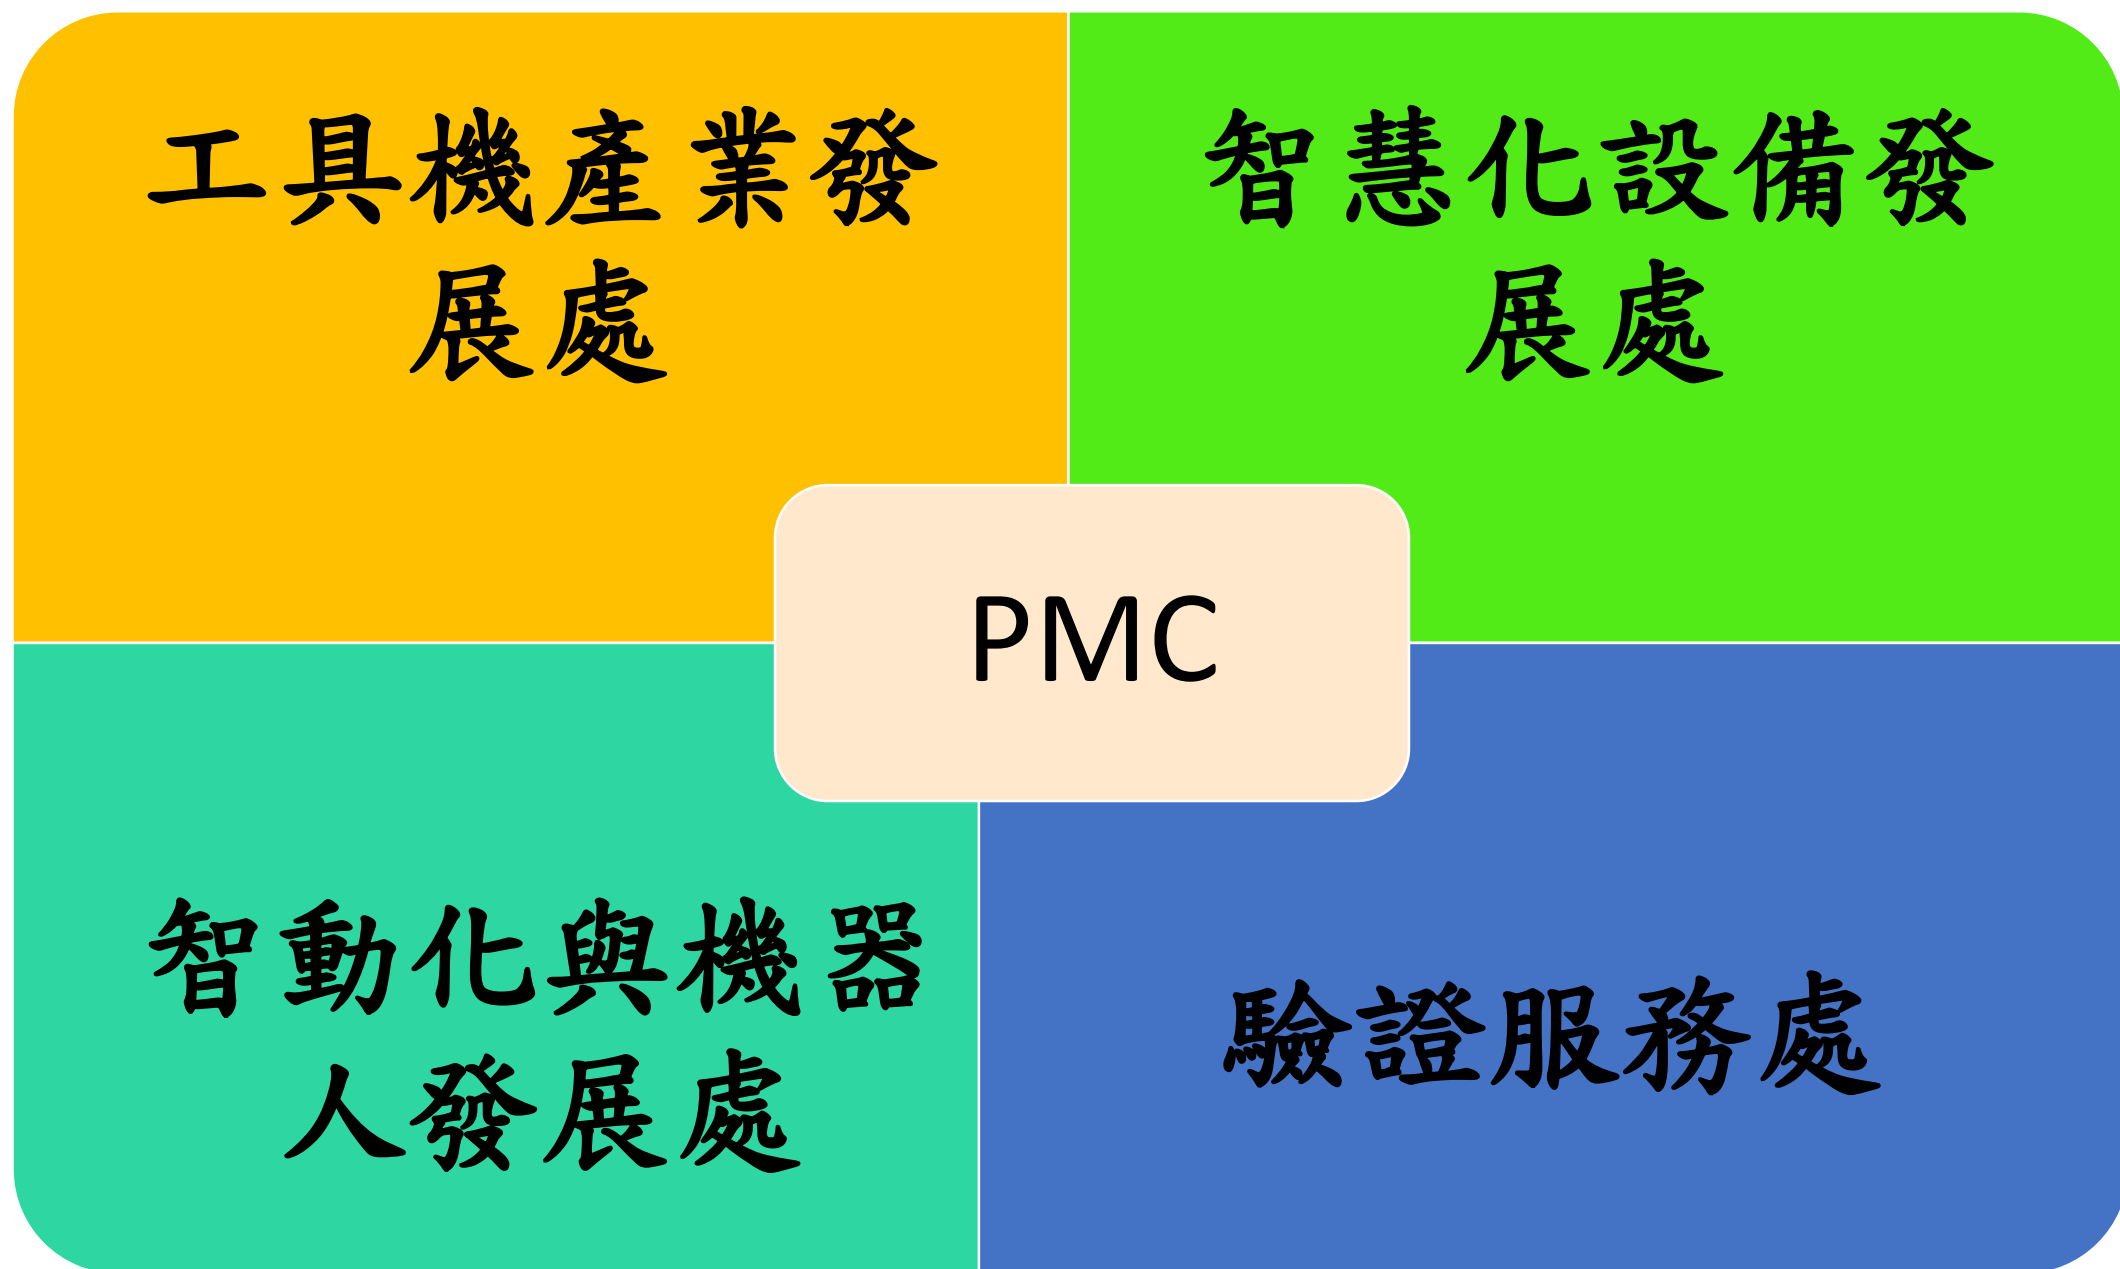 工具機產業發
展處
智慧化設備發
展處
PMC
智動化與機器
人發展處
驗證服務處